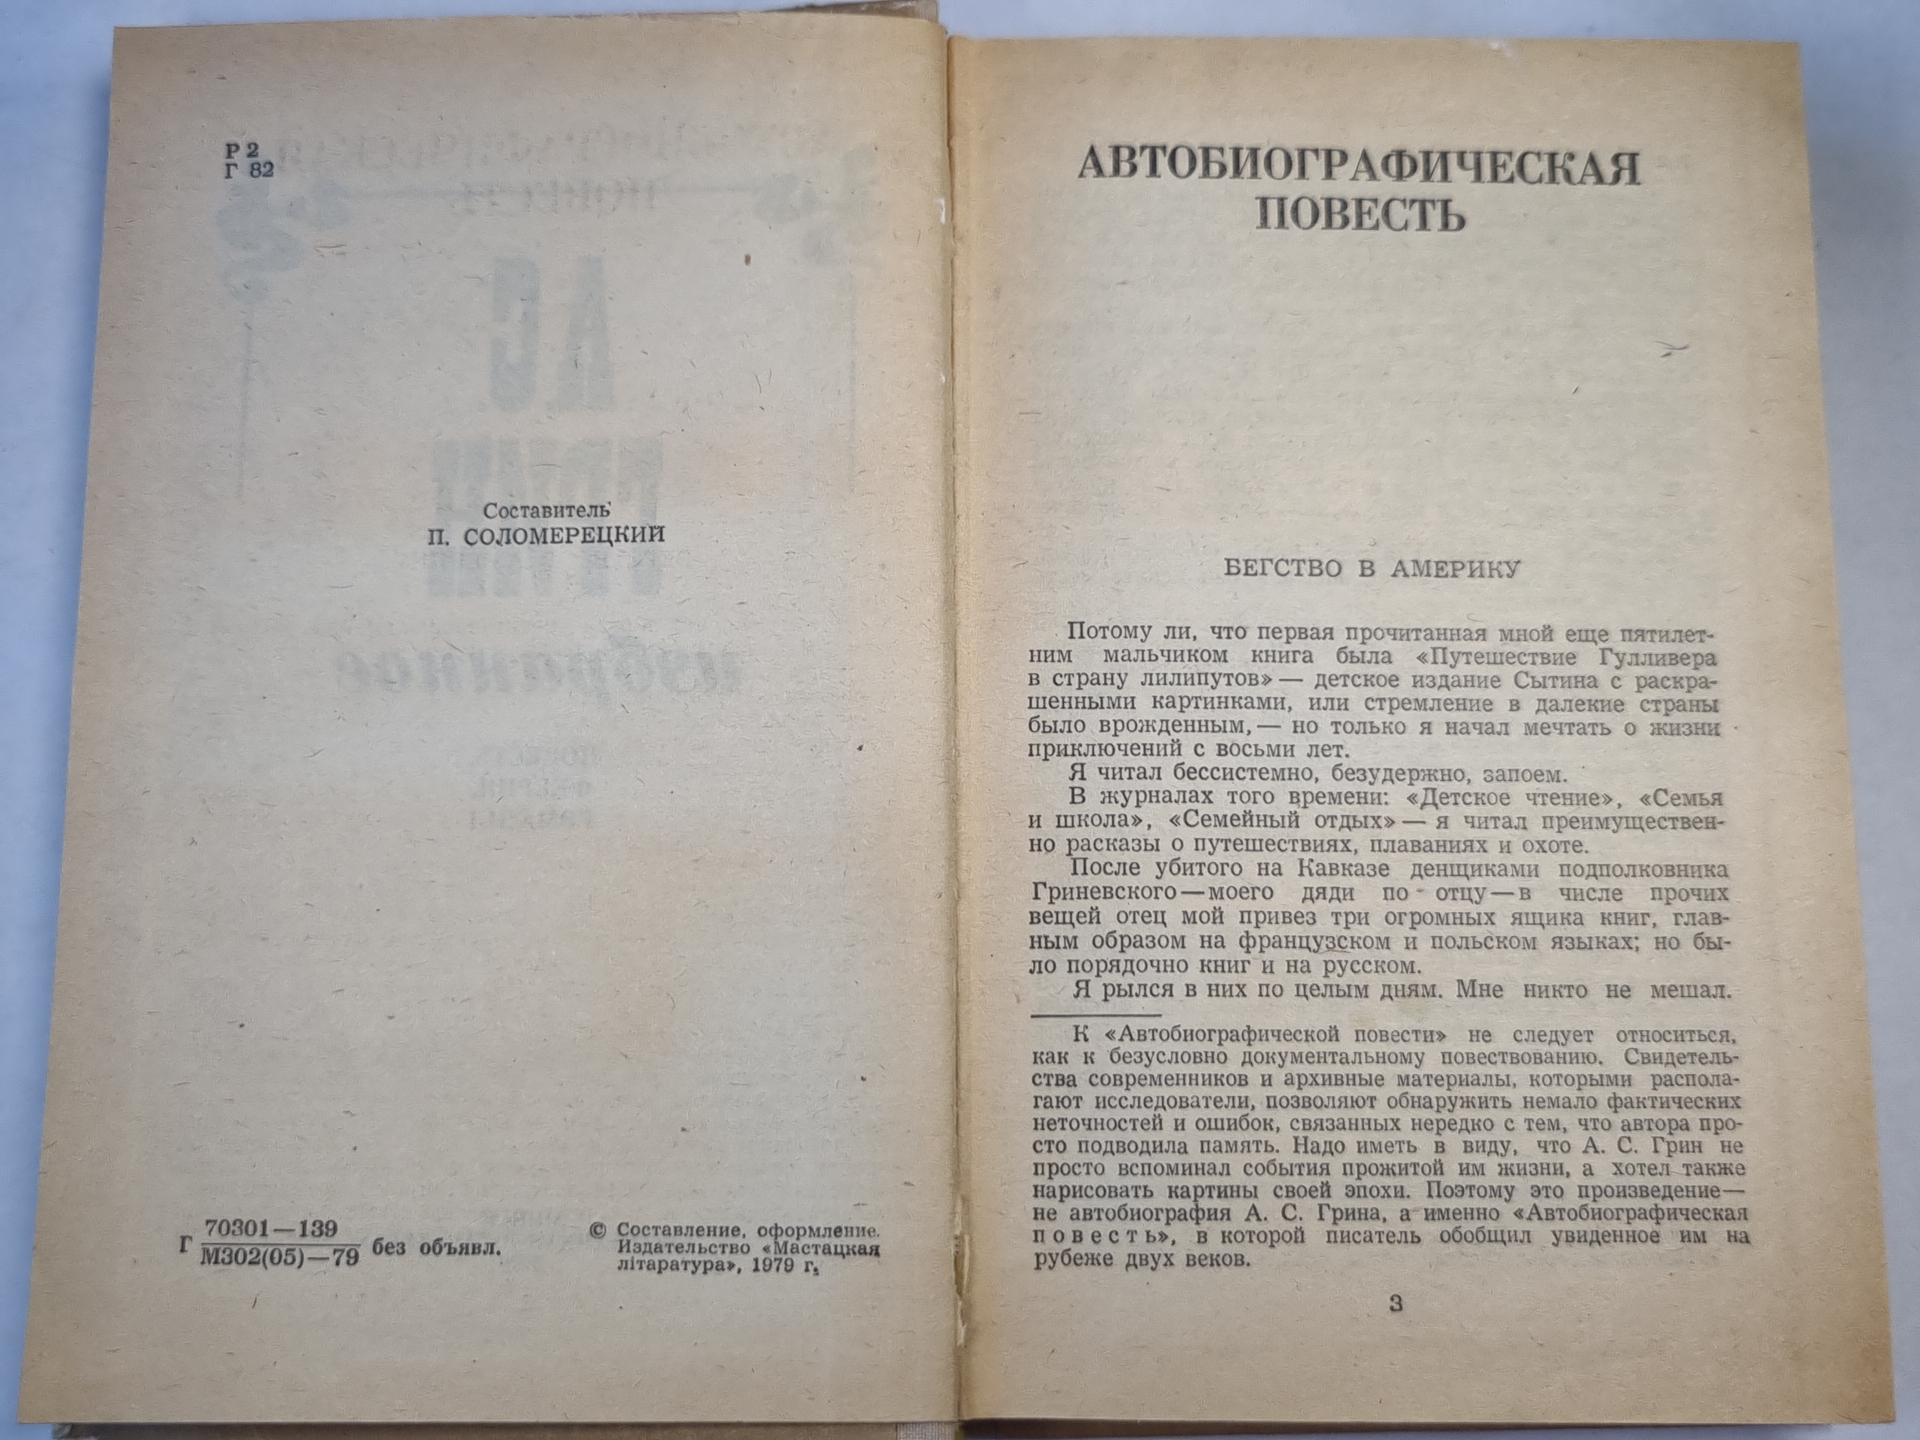 Р 2
Г 82
Составитель
П. СОЛОМЕРЕЦКИЙ
Г 70301—139
М302(05)—79 без объявл.
© Составление, оформление.
Издательство «Мастацкая
літаратура», 1979 г.
АВТОБИОГРАФИЧЕСКАЯ
ПОВЕСТЬ
БЕГСТВО В АМЕРИКУ
Потому ли, что первая прочитанная мной еще пятилет-
ним мальчиком книга была «Путешествие Гулливера
в страну лилипутов» — детское издание Сытина с раскра-
шенными картинками, или стремление в далекие страны
было врожденным, — но только я начал мечтать о жизни
приключений с восьми лет.
Я читал бессистемно, безудержно, запоем.
В журналах того времени: «Детское чтение», «Семья
и школа», «Семейный отдых» — я читал преимуществен-
но расказы о путешествиях, плаваниях и охоте.
После убитого на Кавказе денщиками подполковника
Гриневского — моего дяди по отцу — в числе прочих
вещей отец мой привез три огромных ящика книг, глав-
ным образом на французском и польском языках; но бы-
ло порядочно книг и на русском.
Я рылся в них по целым дням. Мне никто не мешал.
К «Автобиографической повести» не следует относиться,
как к безусловно документальному повествованию. Свидетель-
ства современников и архивные материалы, которыми распола-
гают исследователи, позволяют обнаружить немало фактических
неточностей и ошибок, связанных нередко с тем, что автора про-
сто подводила память. Надо иметь в виду, что А. С. Грин не
просто вспоминал события прожитой им жизни, а хотел также
нарисовать картины своей эпохи. Поэтому это произведение —
не автобиография А. С. Грина, а именно «Автобиографическая
повесть», в которой писатель обобщил увиденное им на
рубеже двух веков.
3